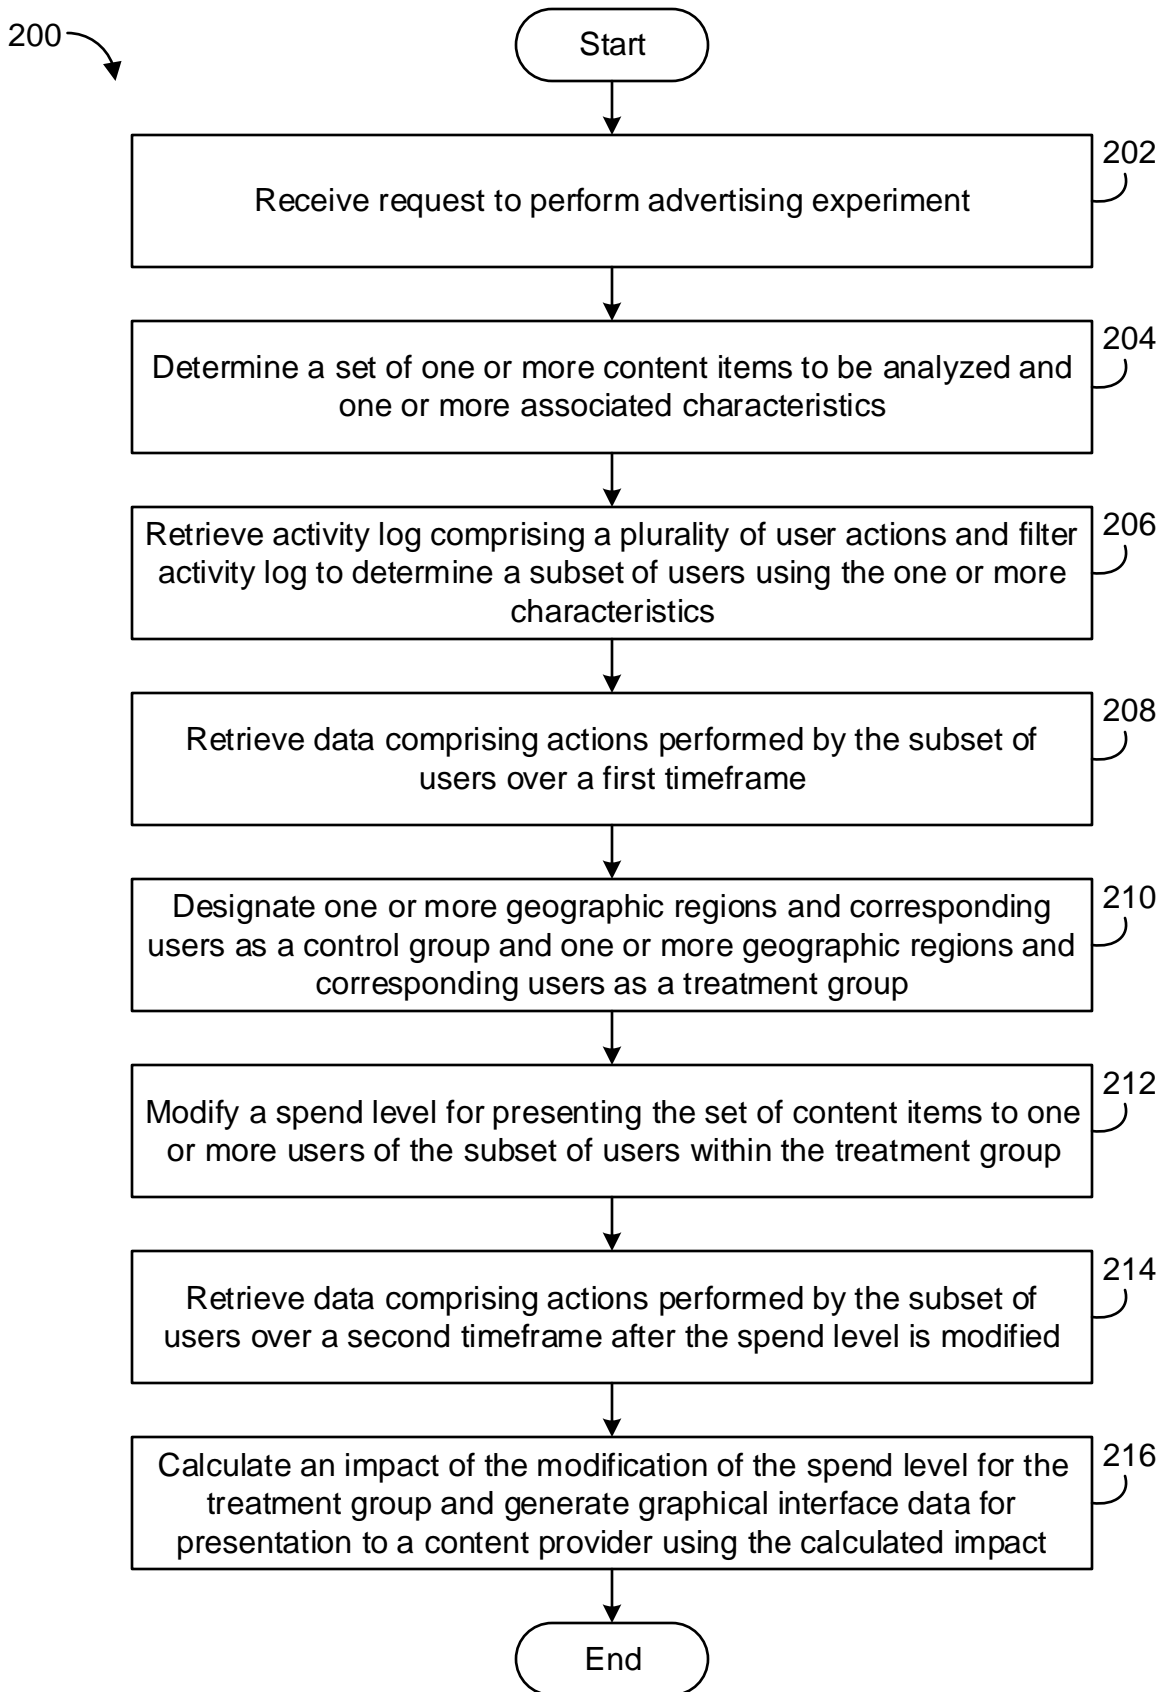 200
Start
202
Receive request to perform advertising experiment
204
Determine a set of one or more content items to be analyzed and
one or more associated characteristics
206
Retrieve activity log comprising a plurality of user actions and filter
activity log to determine a subset of users using the one or more
characteristics
208
Retrieve data comprising actions performed by the subset of
users over a first timeframe
210
Designate one or more geographic regions and corresponding
users as a control group and one or more geographic regions and
corresponding users as a treatment group
212
Modify a spend level for presenting the set of content items to one
or more users of the subset of users within the treatment group
214
Retrieve data comprising actions performed by the subset of
users over a second timeframe after the spend level is modified
216
Calculate an impact of the modification of the spend level for the
treatment group and generate graphical interface data for
presentation to a content provider using the calculated impact
End